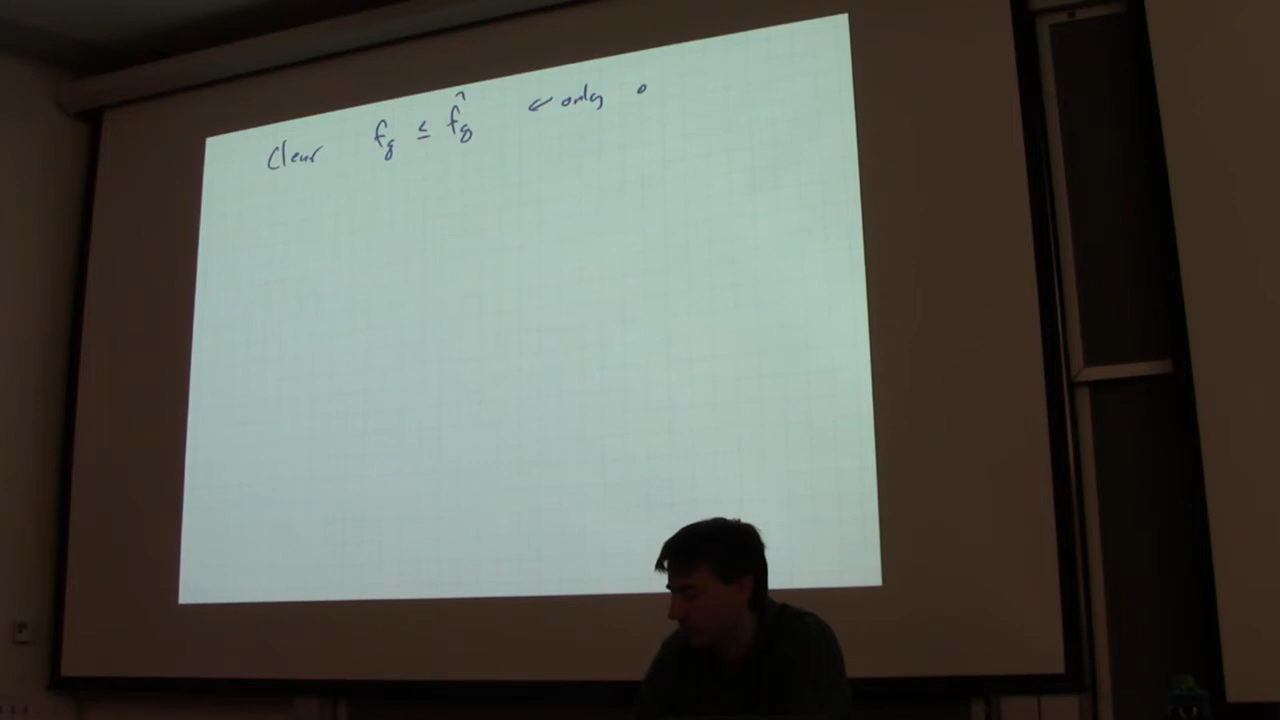 Clear f_g ≤ f̂_g ← only o